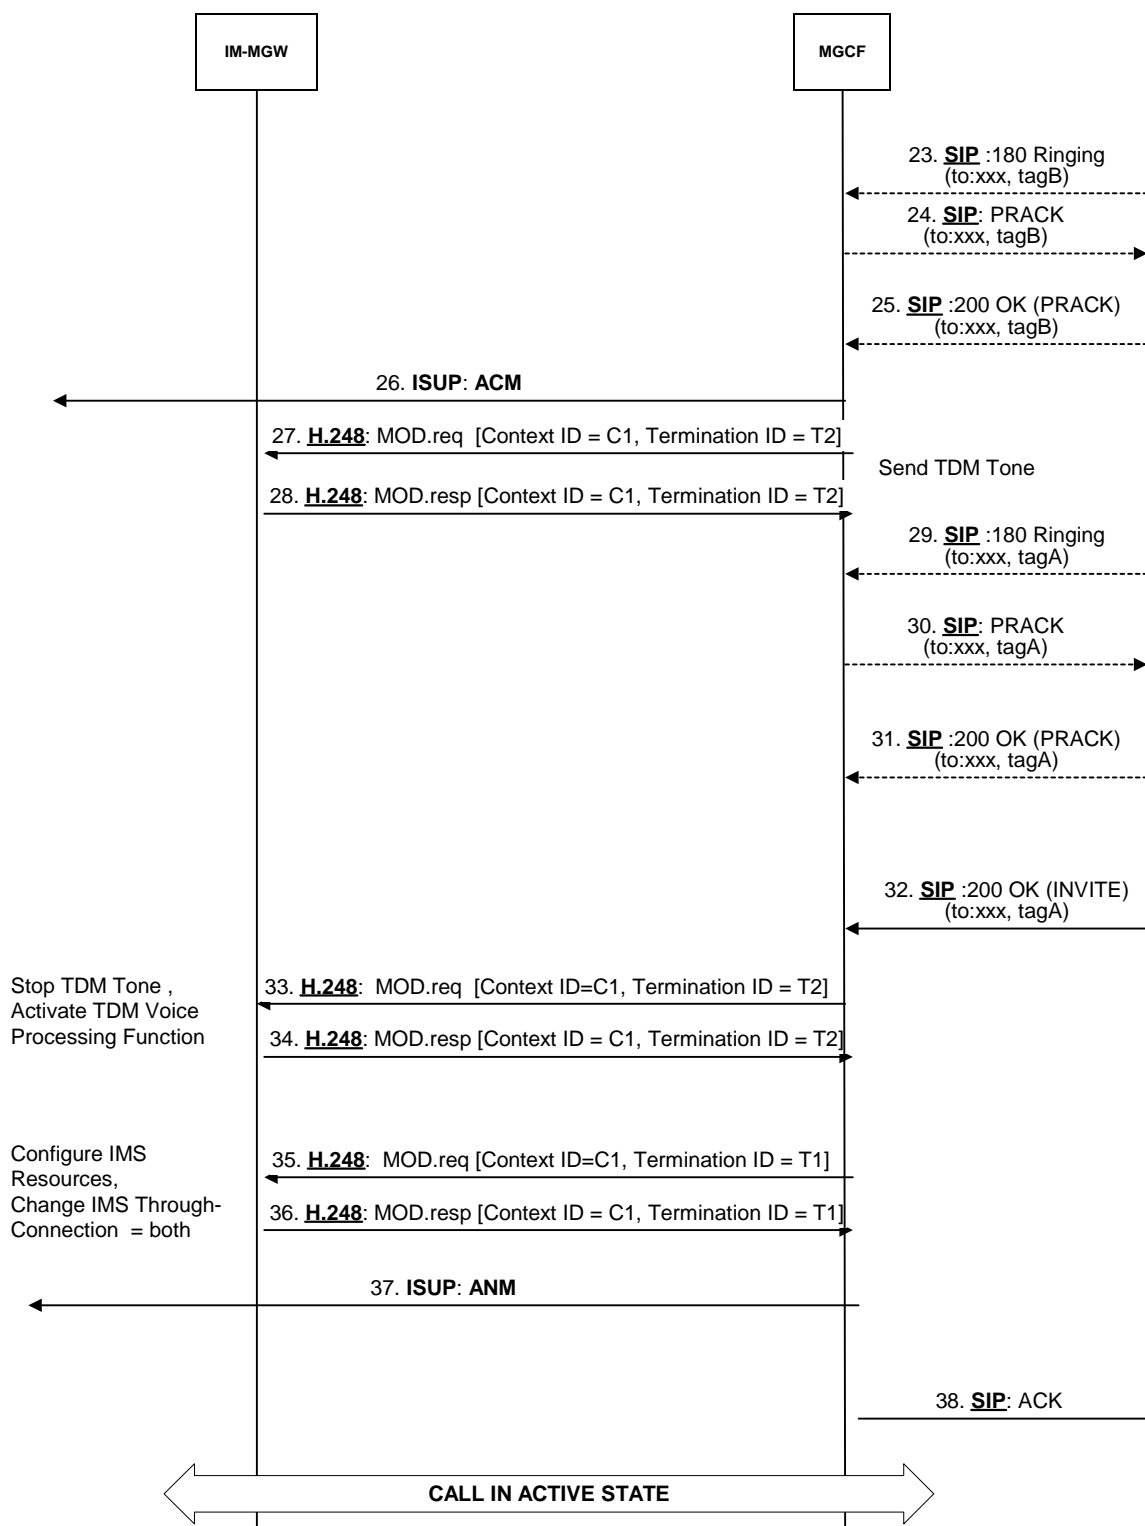 IM-MGW
MGCF
23. SIP :180 Ringing
(to:xxx, tagB)
24. SIP: PRACK
(to:xxx, tagB)
25. SIP :200 OK (PRACK)
(to:xxx, tagB)
26. ISUP: ACM
27. H.248: MOD.req [Context ID = C1, Termination ID = T2]
Send TDM Tone
28. H.248: MOD.resp [Context ID = C1, Termination ID = T2]
29. SIP :180 Ringing
(to:xxx, tagA)
30. SIP: PRACK
(to:xxx, tagA)
31. SIP :200 OK (PRACK)
(to:xxx, tagA)
32. SIP :200 OK (INVITE)
(to:xxx, tagA)
Stop TDM Tone ,
Activate TDM Voice
Processing Function
33. H.248: MOD.req [Context ID=C1, Termination ID = T2]
34. H.248: MOD.resp [Context ID = C1, Termination ID = T2]
Configure IMS
Resources,
Change IMS Through-
Connection = both
35. H.248: MOD.req [Context ID=C1, Termination ID = T1]
36. H.248: MOD.resp [Context ID = C1, Termination ID = T1]
37. ISUP: ANM
38. SIP: ACK
CALL IN ACTIVE STATE